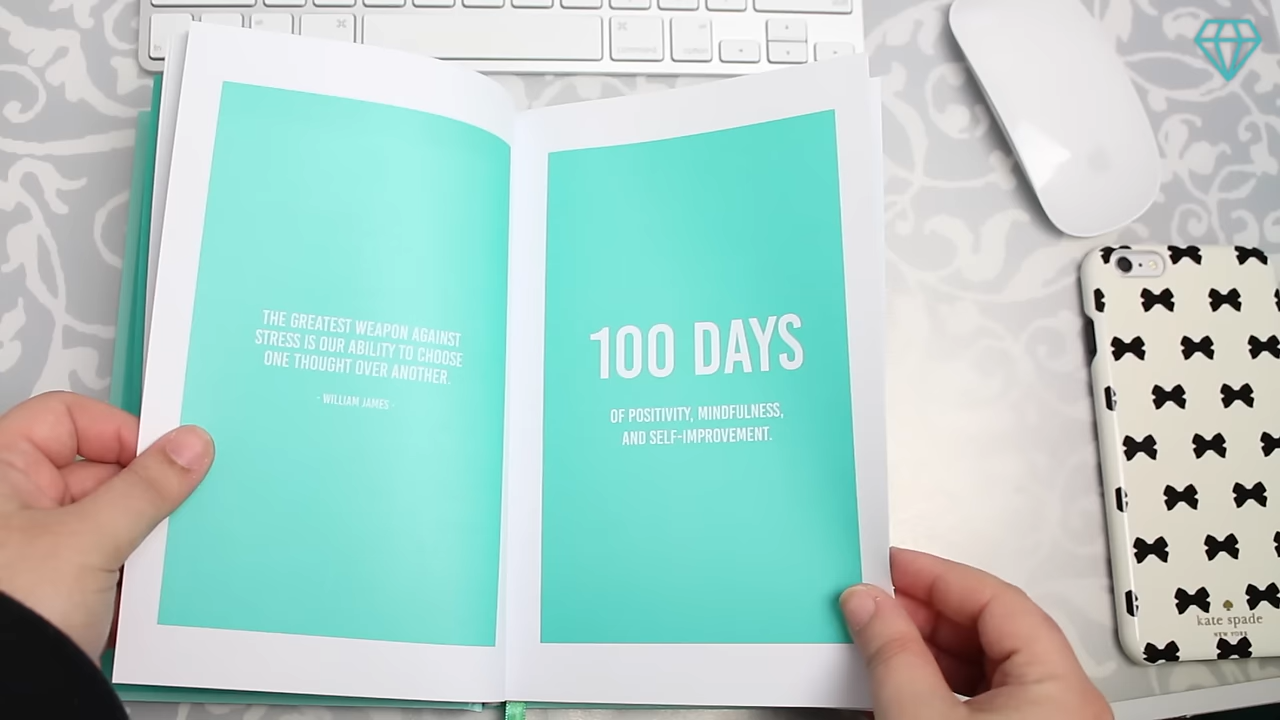 command
THE GREATEST WEAPON AGAINST
STRESS IS OUR ABILITY TO CHOOSE
ONE THOUGHT OVER ANOTHER.
- WILLIAM JAMES -
100 DAYS
OF POSITIVITY, MINDFULNESS,
AND SELF-IMPROVEMENT.
kate spade
NEW YORK